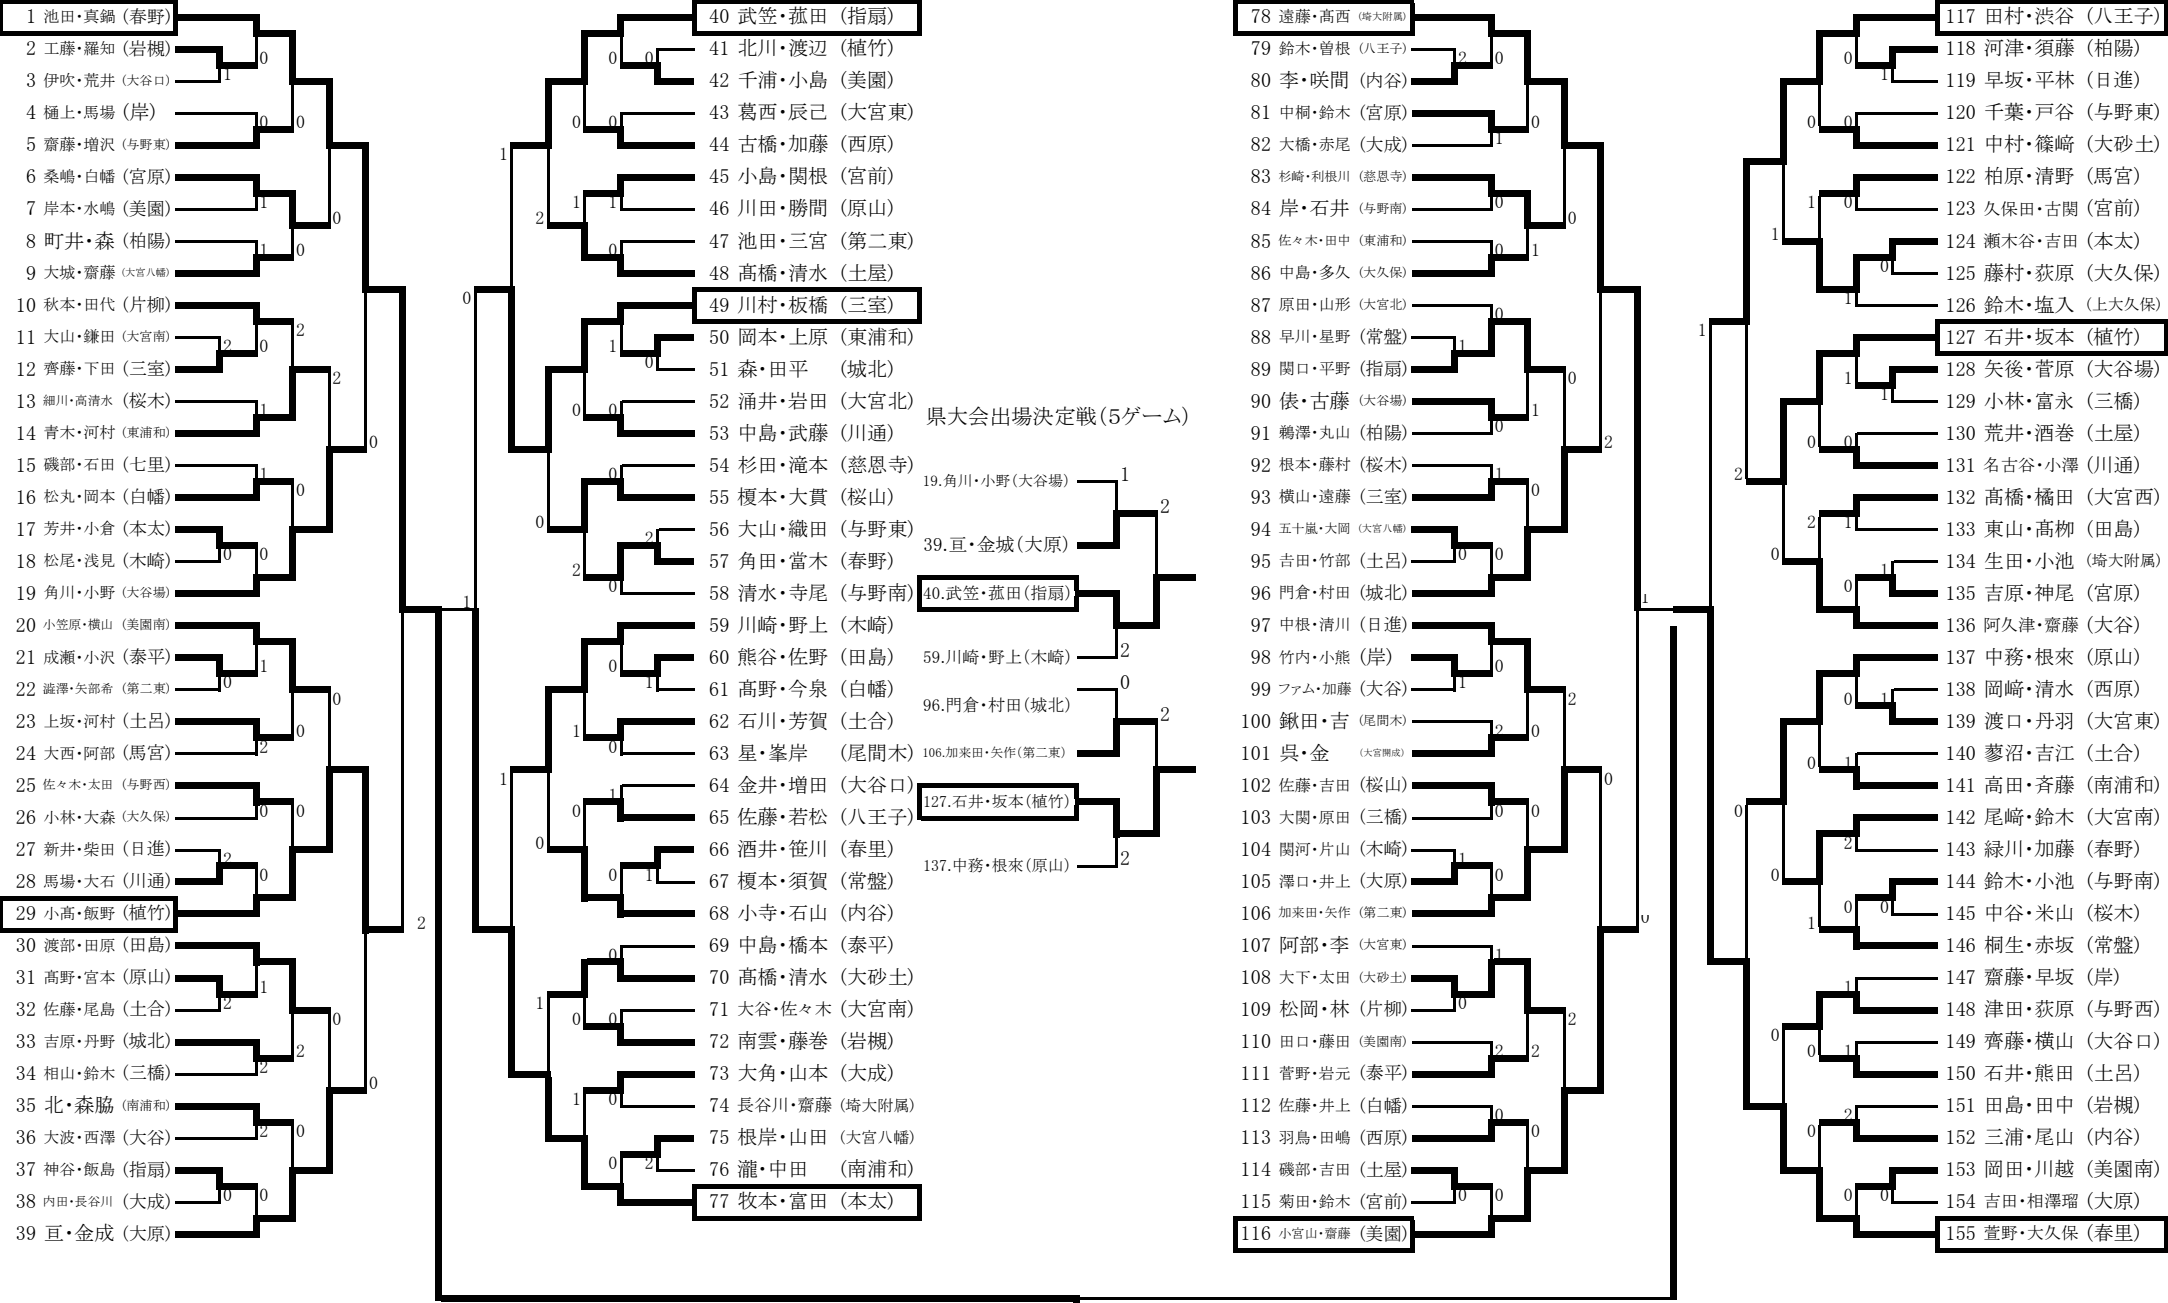 1 池田・真鍋 (春野)
2 工藤・羅知 (岩槻)
3 伊吹・荒井 (大谷口)
4 樋上・馬場 (岸)
5 齋藤・増沢 (与野東)
6 桑嶋・白幡 (宮原)
7 岸本・水嶋 (美園)
8 町井・森 (柏陽)
9 大城・齋藤 (大宮八幡)
10 秋本・田代 (片柳)
11 大山・鎌田 (大宮南)
12 齊藤・下田 (三室)
13 細川・高清水 (桜木)
14 青木・河村 (東浦和)
15 磯部・石田 (七里)
16 松丸・岡本 (白幡)
17 芳井・小倉 (本太)
18 松尾・浅見 (木崎)
19 角川・小野 (大谷場)
20 小笠原・横山 (美園南)
21 成瀬・小沢 (泰平)
22 澁澤・矢部希 (第二東)
23 上坂・河村 (土呂)
24 大西・阿部 (馬宮)
25 佐々木・太田 (与野西)
26 小林・大森 (大久保)
27 新井・柴田 (日進)
28 馬場・大石 (川通)
29 小髙・飯野 (植竹)
30 渡部・田原 (田島)
31 髙野・宮本 (原山)
32 佐藤・尾島 (土合)
33 吉原・丹野 (城北)
34 相山・鈴木 (三橋)
35 北・森脇 (南浦和)
36 大波・西澤 (大谷)
37 神谷・飯島 (指扇)
38 内田・長谷川 (大成)
39 亘・金成 (大原)
40 武笠・菰田 (指扇)
41 北川・渡辺 (植竹)
42 千浦・小島 (美園)
43 葛西・辰己 (大宮東)
44 古橋・加藤 (西原)
45 小島・関根 (宮前)
46 川田・勝間 (原山)
47 池田・三宮 (第二東)
48 髙橋・清水 (土屋)
49 川村・板橋 (三室)
50 岡本・上原 (東浦和)
51 森・田平 (城北)
52 涌井・岩田 (大宮北)
53 中島・武藤 (川通)
54 杉田・滝本 (慈恩寺)
55 榎本・大貫 (桜山)
56 大山・織田 (与野東)
57 角田・當木 (春野)
58 清水・寺尾 (与野南)
59 川崎・野上 (木崎)
60 熊谷・佐野 (田島)
61 髙野・今泉 (白幡)
62 石川・芳賀 (土合)
63 星・峯岸 (尾間木)
64 金井・増田 (大谷口)
65 佐藤・若松 (八王子)
66 酒井・笹川 (春里)
67 榎本・須賀 (常盤)
68 小寺・石山 (内谷)
69 中島・橋本 (泰平)
70 髙橋・清水 (大砂土)
71 大谷・佐々木 (大宮南)
72 南雲・藤巻 (岩槻)
73 大角・山本 (大成)
74 長谷川・齋藤 (埼大附属)
75 根岸・山田 (大宮八幡)
76 瀧・中田 (南浦和)
77 牧本・富田 (本太)
県大会出場決定戦(5ゲーム)
19.角川・小野(大谷場) 1
2
39.亘・金城(大原)
40.武笠・菰田(指扇)
59.川崎・野上(木崎) 2
0
96.門倉・村田(城北)
2
106.加来田・矢作(第二東)
127.石井・坂本(植竹)
137.中務・根來(原山) 2
78 遠藤・髙西 (埼大附属)
79 鈴木・曽根 (八王子)
80 李・咲間 (内谷)
81 中桐・鈴木 (宮原)
82 大橋・赤尾 (大成)
83 杉崎・利根川 (慈恩寺)
84 岸・石井 (与野南)
85 佐々木・田中 (東浦和)
86 中島・多久 (大久保)
87 原田・山形 (大宮北)
88 早川・星野 (常盤)
89 関口・平野 (指扇)
90 俵・古藤 (大谷場)
91 鵜澤・丸山 (柏陽)
92 根本・藤村 (桜木)
93 横山・遠藤 (三室)
94 五十嵐・大岡 (大宮八幡)
95 吉田・竹部 (土呂)
96 門倉・村田 (城北)
97 中根・清川 (日進)
98 竹内・小熊 (岸)
99 ファム・加藤 (大谷)
100 鍬田・吉 (尾間木)
101 呉・金 (大宮開成)
102 佐藤・吉田 (桜山)
103 大関・原田 (三橋)
104 関河・片山 (木崎)
105 澤口・井上 (大原)
106 加来田・矢作 (第二東)
107 阿部・李 (大宮東)
108 大下・太田 (大砂土)
109 松岡・林 (片柳)
110 田口・藤田 (美園南)
111 菅野・岩元 (泰平)
112 佐藤・井上 (白幡)
113 羽鳥・田嶋 (西原)
114 磯部・吉田 (土屋)
115 菊田・鈴木 (宮前)
116 小宮山・齋藤 (美園)
117 田村・渋谷 (八王子)
118 河津・須藤 (柏陽)
119 早坂・平林 (日進)
120 千葉・戸谷 (与野東)
121 中村・篠﨑 (大砂土)
122 柏原・清野 (馬宮)
123 久保田・古関 (宮前)
124 瀬木谷・吉田 (本太)
125 藤村・荻原 (大久保)
126 鈴木・塩入 (上大久保)
127 石井・坂本 (植竹)
128 矢後・菅原 (大谷場)
129 小林・富永 (三橋)
130 荒井・酒巻 (土屋)
131 名古谷・小澤 (川通)
132 髙橋・橘田 (大宮西)
133 東山・髙栁 (田島)
134 生田・小池 (埼大附属)
135 吉原・神尾 (宮原)
136 阿久津・齋藤 (大谷)
137 中務・根來 (原山)
138 岡﨑・清水 (西原)
139 渡口・丹羽 (大宮東)
140 蓼沼・吉江 (土合)
141 高田・斉藤 (南浦和)
142 尾﨑・鈴木 (大宮南)
143 緑川・加藤 (春野)
144 鈴木・小池 (与野南)
145 中谷・米山 (桜木)
146 桐生・赤坂 (常盤)
147 齋藤・早坂 (岸)
148 津田・荻原 (与野西)
149 齊藤・横山 (大谷口)
150 石井・熊田 (土呂)
151 田島・田中 (岩槻)
152 三浦・尾山 (内谷)
153 岡田・川越 (美園南)
154 吉田・相澤瑠 (大原)
155 萱野・大久保 (春里)